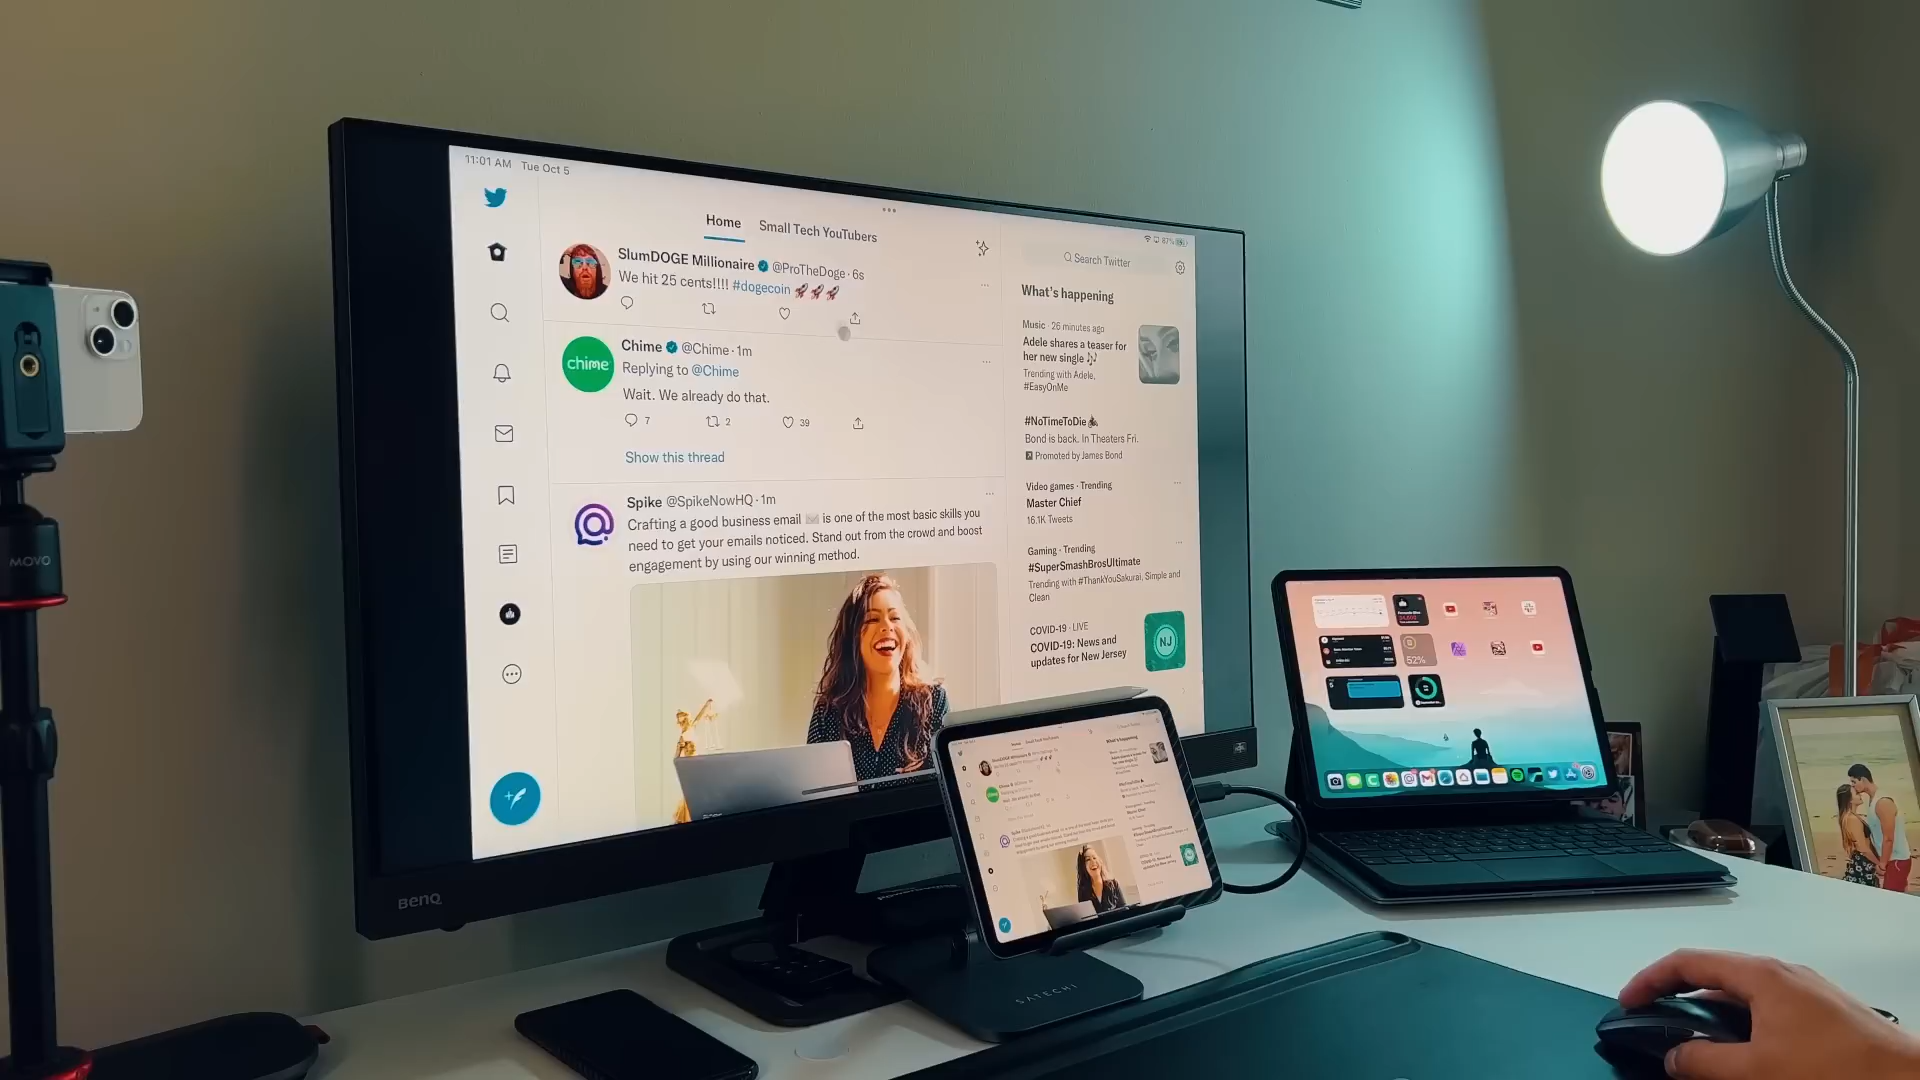 11:01 AM Tue Oct 5
87%
Home Small Tech YouTubers
Search Twitter
SlumDOGE Millionaire @ProTheDoge · 6s
We hit 25 cents!!!! #dogecoin 🚀🚀🚀
chime
Chime @Chime · 1m
Replying to @Chime
Wait. We already do that.
7 2 39
Show this thread
Spike @SpikeNowHQ · 1m
Crafting a good business email ✉️ is one of the most basic skills you
need to get your emails noticed. Stand out from the crowd and boost
engagement by using our winning method.
What's happening
Music · 26 minutes ago
Adele shares a teaser for
her new single 🎶
Trending with Adele,
#EasyOnMe
#NoTimeToDie
Bond is back. In Theaters Fri.
Promoted by James Bond
Video games · Trending
Master Chief
16.1K Tweets
Gaming · Trending
#SuperSmashBrosUltimate
Trending with #ThankYouSakurai, Simple and
Clean
COVID-19 · LIVE
COVID-19: News and
updates for New Jersey
NJ
BenQ
MOVO
SATECHI
What's happening
chime
52%